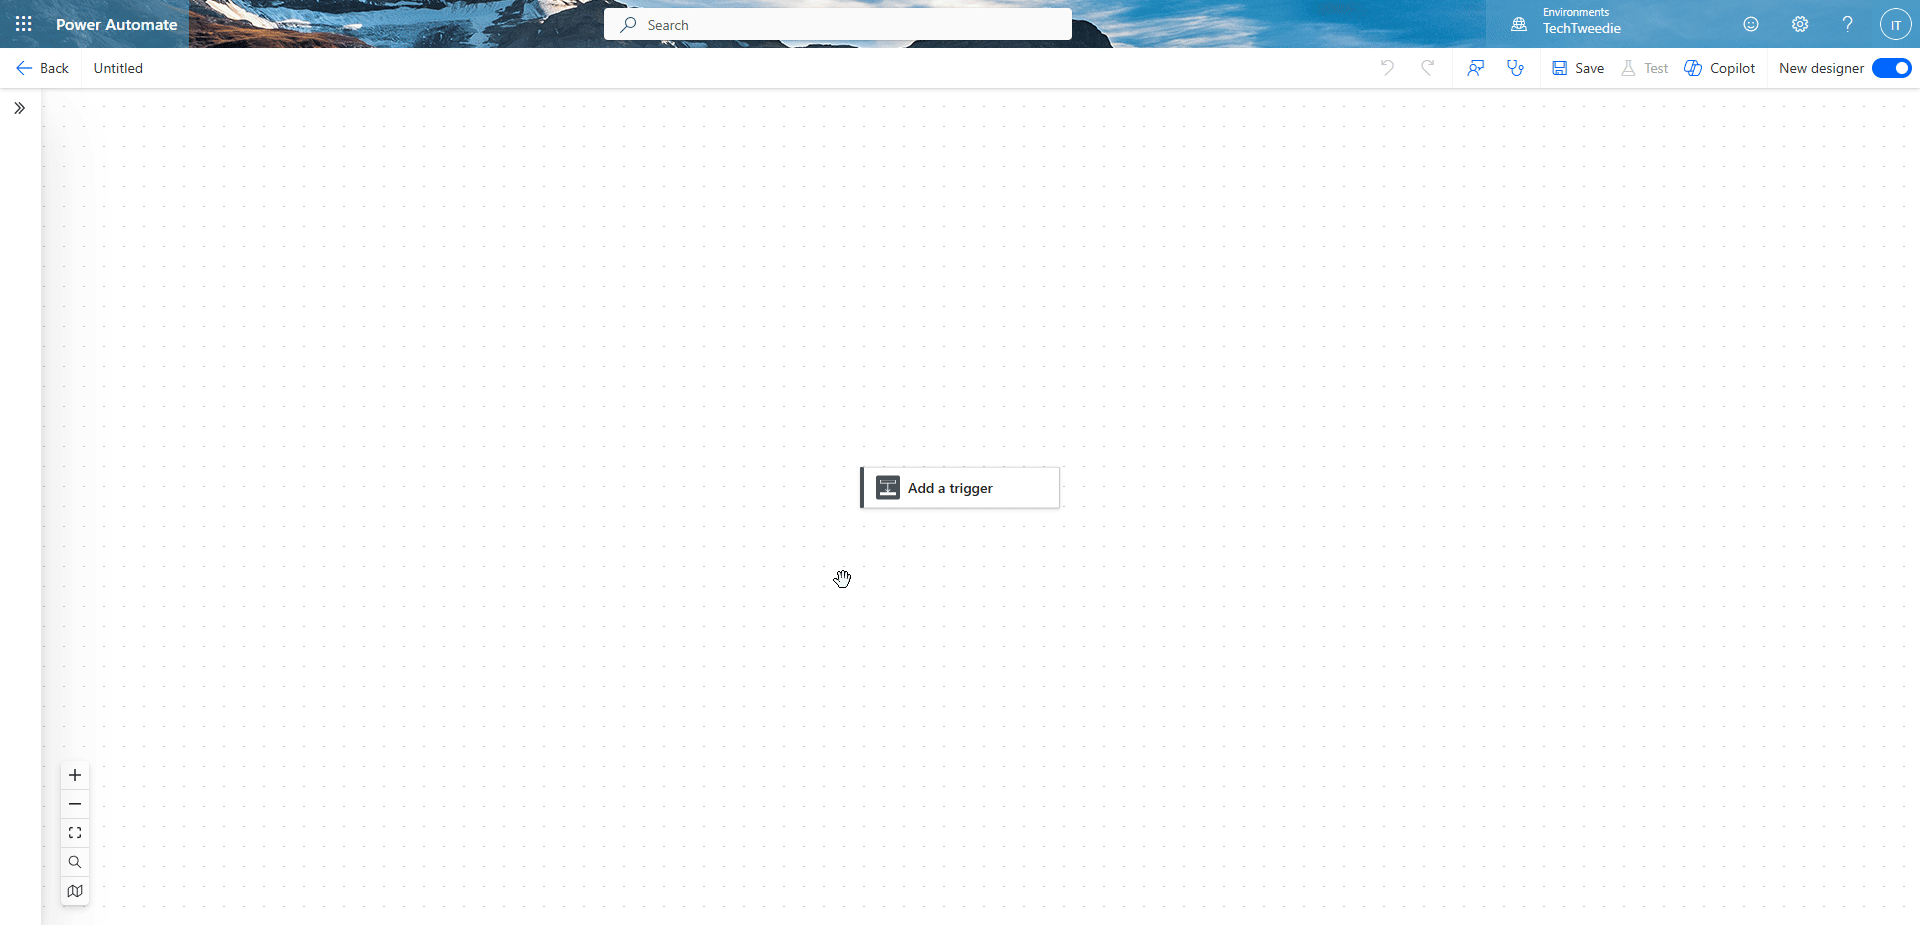 Power Automate
Search
Environments
TechTweedie
IT
Back
Untitled
Save
Test
Copilot
New designer
Add a trigger